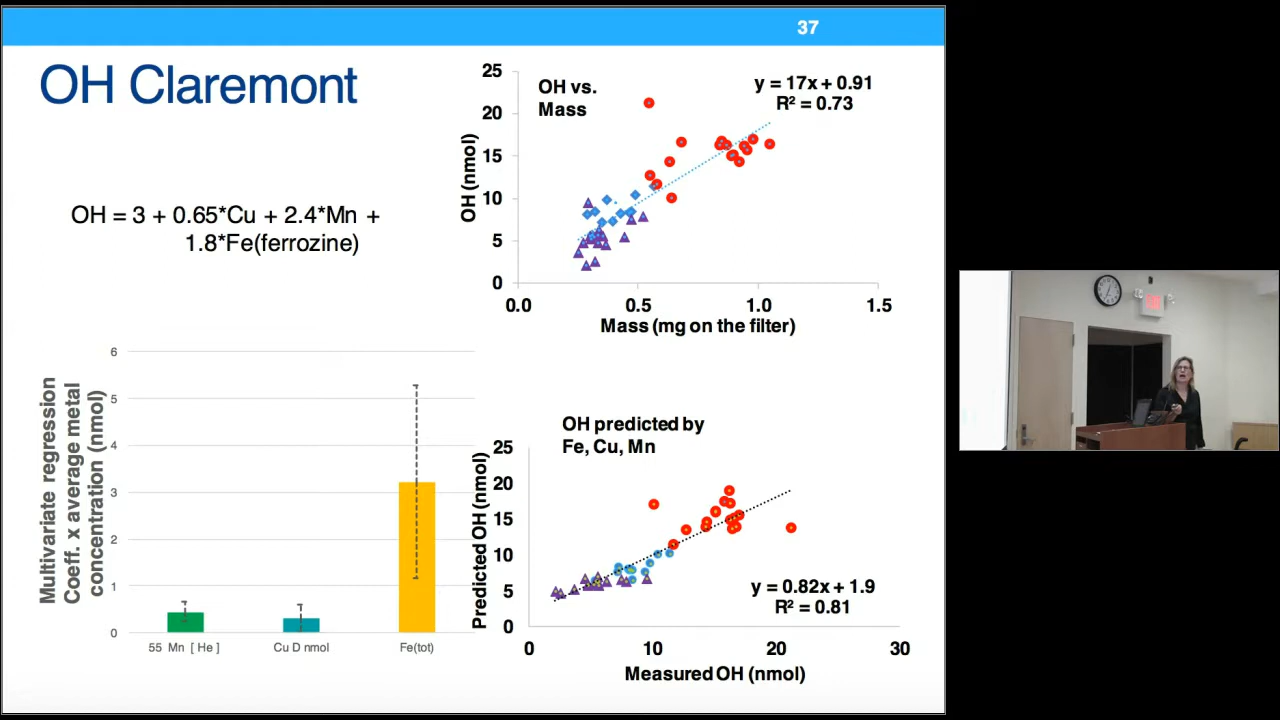 37
OH Claremont
OH = 3 + 0.65*Cu + 2.4*Mn +
1.8*Fe(ferrozine)
OH vs.
Mass
y = 17x + 0.91
R² = 0.73
OH (nmol)
25
20
15
10
5
0
0.0 0.5 1.0 1.5
Mass (mg on the filter)
Multivariate regression
Coeff. x average metal
concentration (nmol)
6
5
4
3
2
1
0
55 Mn [ He ] Cu D nmol Fe(tot)
OH predicted by
Fe, Cu, Mn
Predicted OH (nmol)
25
20
15
10
5
0
y = 0.82x + 1.9
R² = 0.81
0 10 20 30
Measured OH (nmol)